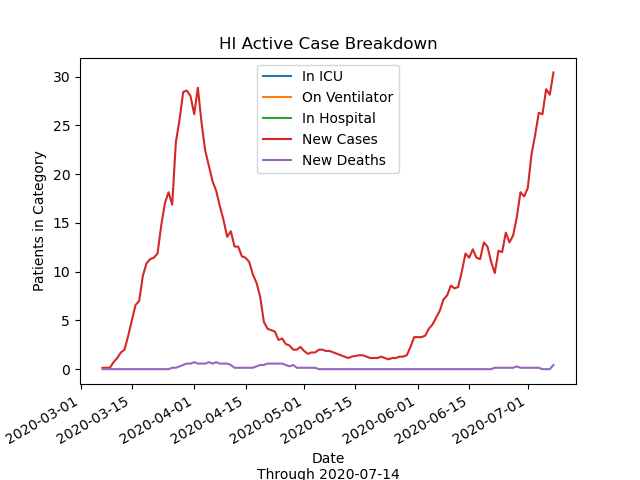 HI Active Case Breakdown
In ICU
On Ventilator
In Hospital
New Cases
New Deaths
Patients in Category
30
25
20
15
10
5
0
2020-03-01
2020-03-15
2020-04-01
2020-04-15
2020-05-01
2020-05-15
2020-06-01
2020-06-15
2020-07-01
Date
Through 2020-07-14